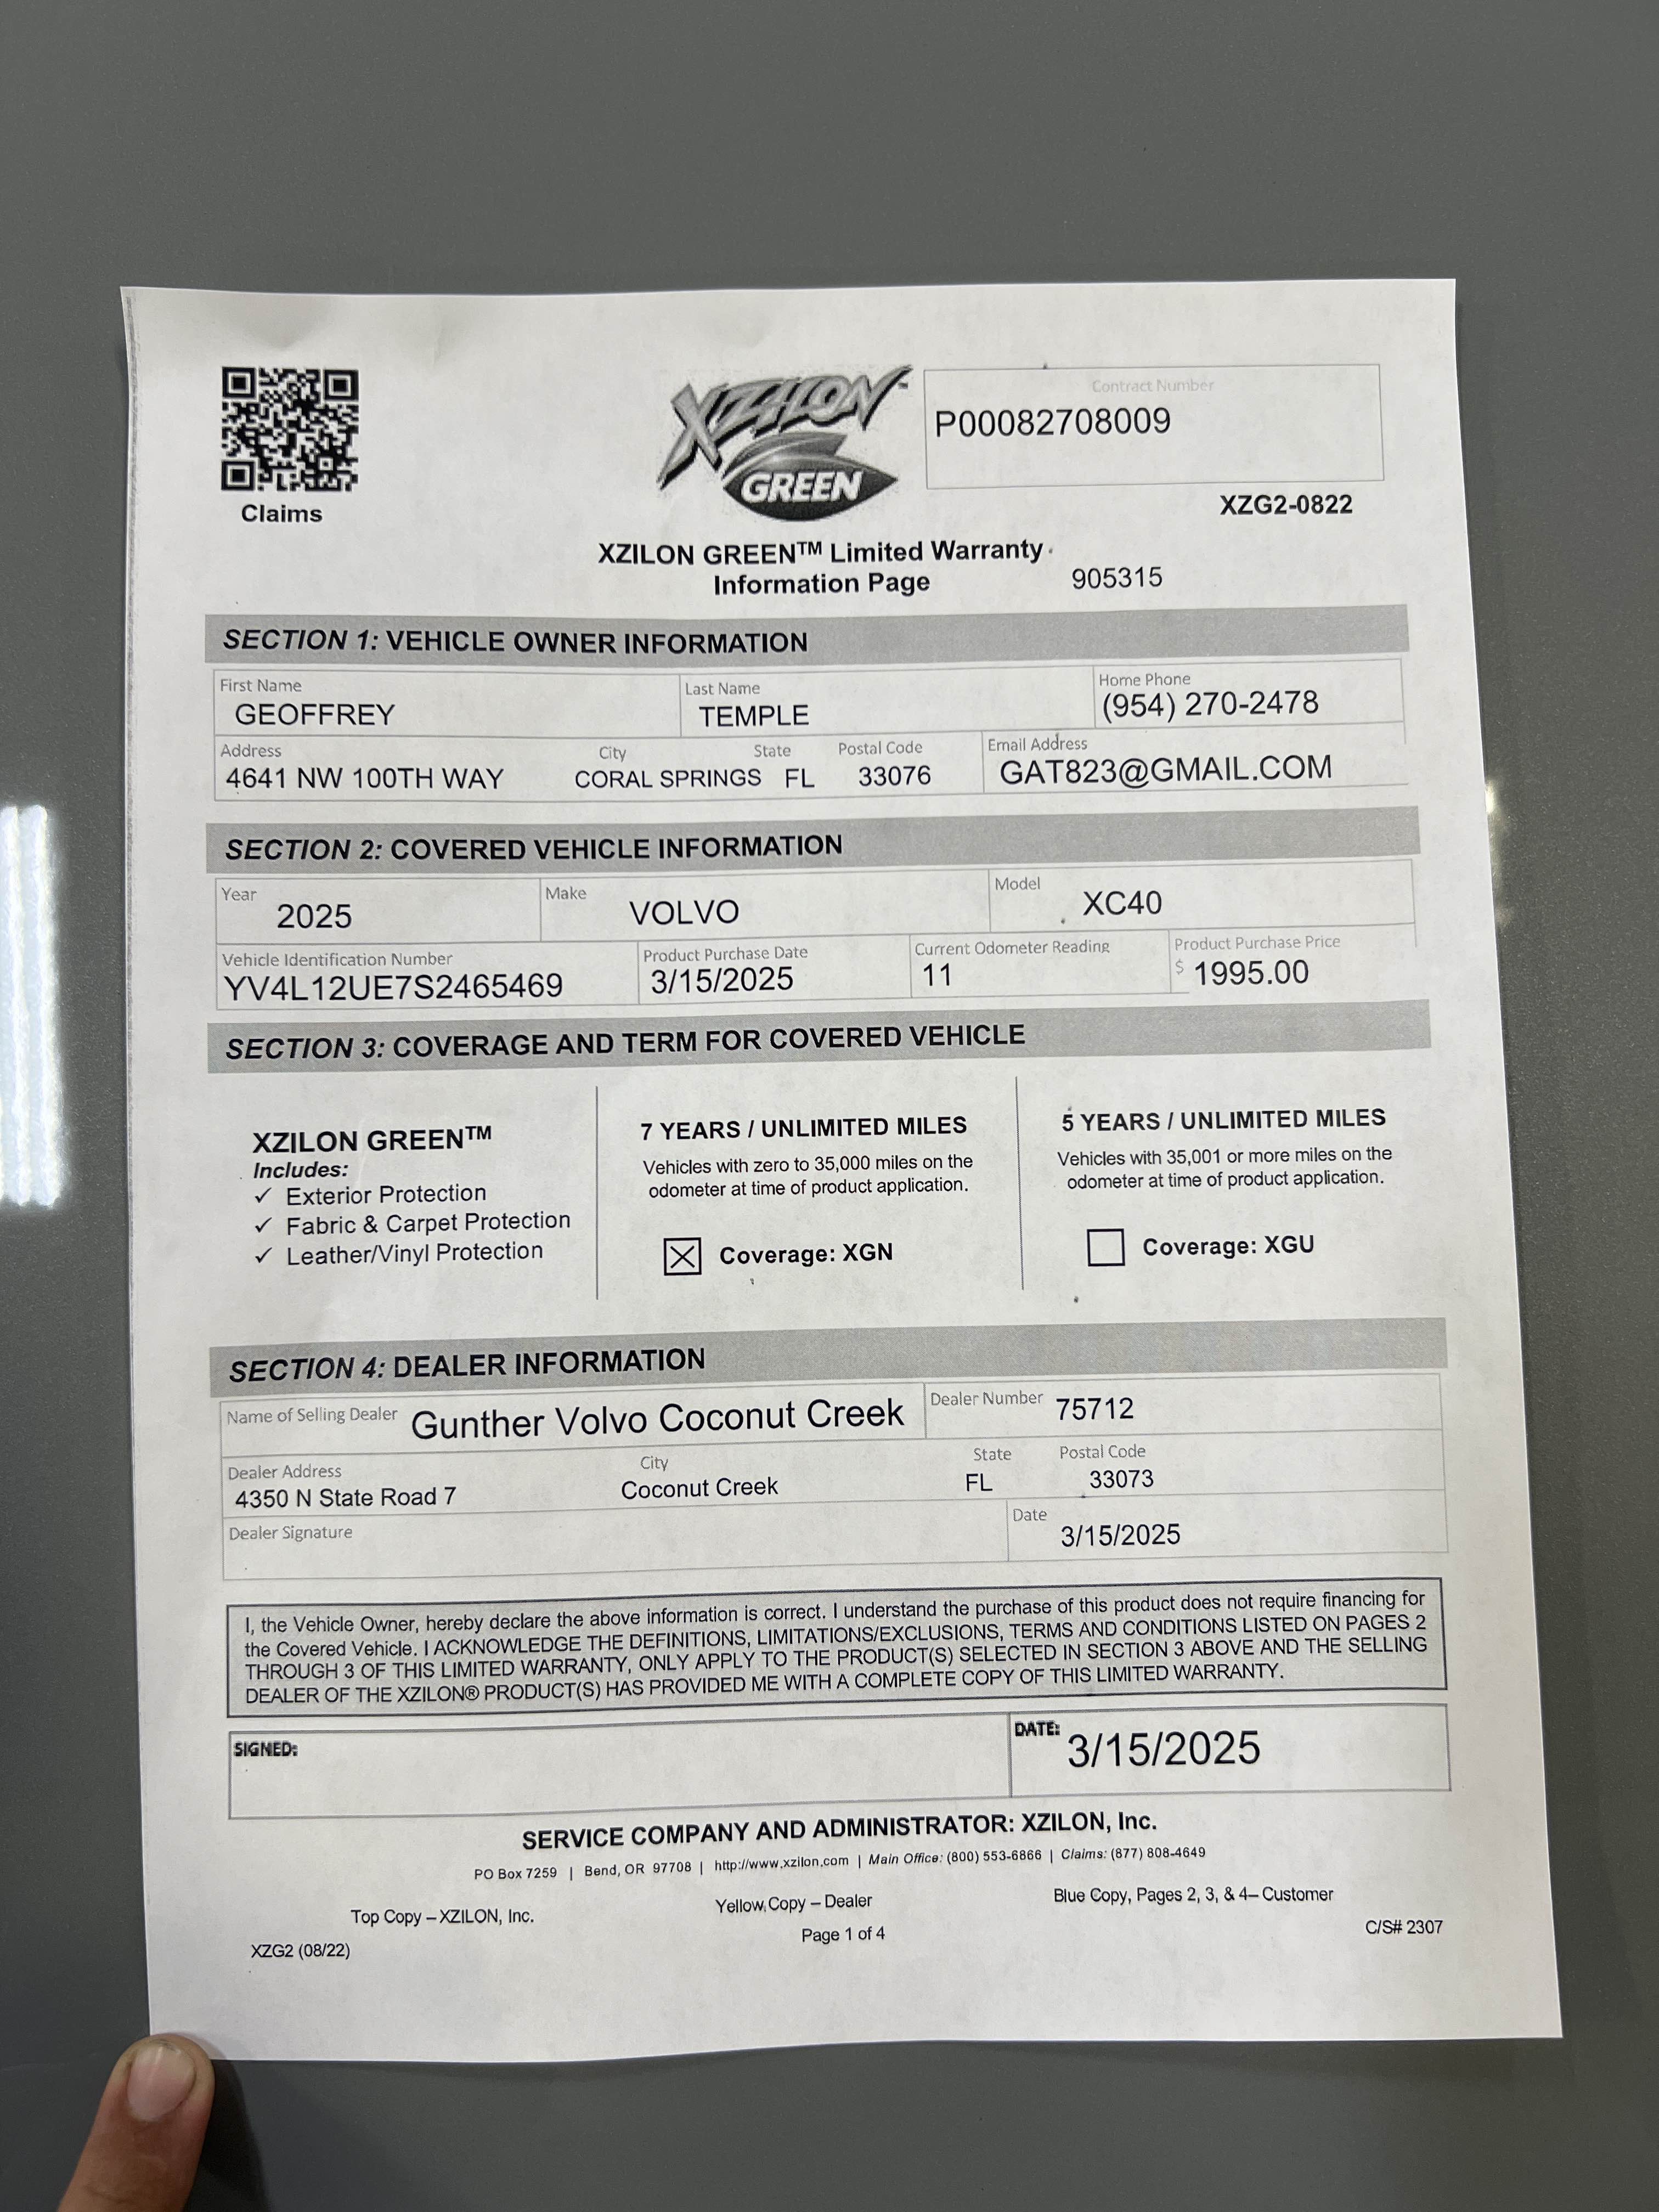 XZILON™
GREEN
Contract Number
P00082708009
Claims
XZG2-0822
XZILON GREEN™ Limited Warranty
Information Page
905315
SECTION 1: VEHICLE OWNER INFORMATION
First Name
Last Name
Home Phone
GEOFFREY
TEMPLE
(954) 270-2478
Address
City
State
Postal Code
Email Address
4641 NW 100TH WAY
CORAL SPRINGS
FL
33076
GAT823@GMAIL.COM
SECTION 2: COVERED VEHICLE INFORMATION
Year
Make
Model
2025
VOLVO
XC40
Vehicle Identification Number
Product Purchase Date
Current Odometer Reading
Product Purchase Price
YV4L12UE7S2465469
3/15/2025
11
$ 1995.00
SECTION 3: COVERAGE AND TERM FOR COVERED VEHICLE
XZILON GREEN™
Includes:
✓ Exterior Protection
✓ Fabric & Carpet Protection
✓ Leather/Vinyl Protection
7 YEARS / UNLIMITED MILES
Vehicles with zero to 35,000 miles on the
odometer at time of product application.
☒ Coverage: XGN
5 YEARS / UNLIMITED MILES
Vehicles with 35,001 or more miles on the
odometer at time of product application.
☐ Coverage: XGU
SECTION 4: DEALER INFORMATION
Name of Selling Dealer Gunther Volvo Coconut Creek
Dealer Number 75712
Dealer Address
City
State
Postal Code
4350 N State Road 7
Coconut Creek
FL
33073
Dealer Signature
Date
3/15/2025
I, the Vehicle Owner, hereby declare the above information is correct. I understand the purchase of this product does not require financing for
the Covered Vehicle. I ACKNOWLEDGE THE DEFINITIONS, LIMITATIONS/EXCLUSIONS, TERMS AND CONDITIONS LISTED ON PAGES 2
THROUGH 3 OF THIS LIMITED WARRANTY, ONLY APPLY TO THE PRODUCT(S) SELECTED IN SECTION 3 ABOVE AND THE SELLING
DEALER OF THE XZILON® PRODUCT(S) HAS PROVIDED ME WITH A COMPLETE COPY OF THIS LIMITED WARRANTY.
SIGNED:
DATE: 3/15/2025
SERVICE COMPANY AND ADMINISTRATOR: XZILON, Inc.
PO Box 7259 | Bend, OR 97708 | http://www.xzilon.com | Main Office: (800) 553-6866 | Claims: (877) 808-4649
Top Copy – XZILON, Inc.
Yellow Copy – Dealer
Blue Copy, Pages 2, 3, & 4– Customer
XZG2 (08/22)
Page 1 of 4
C/S# 2307